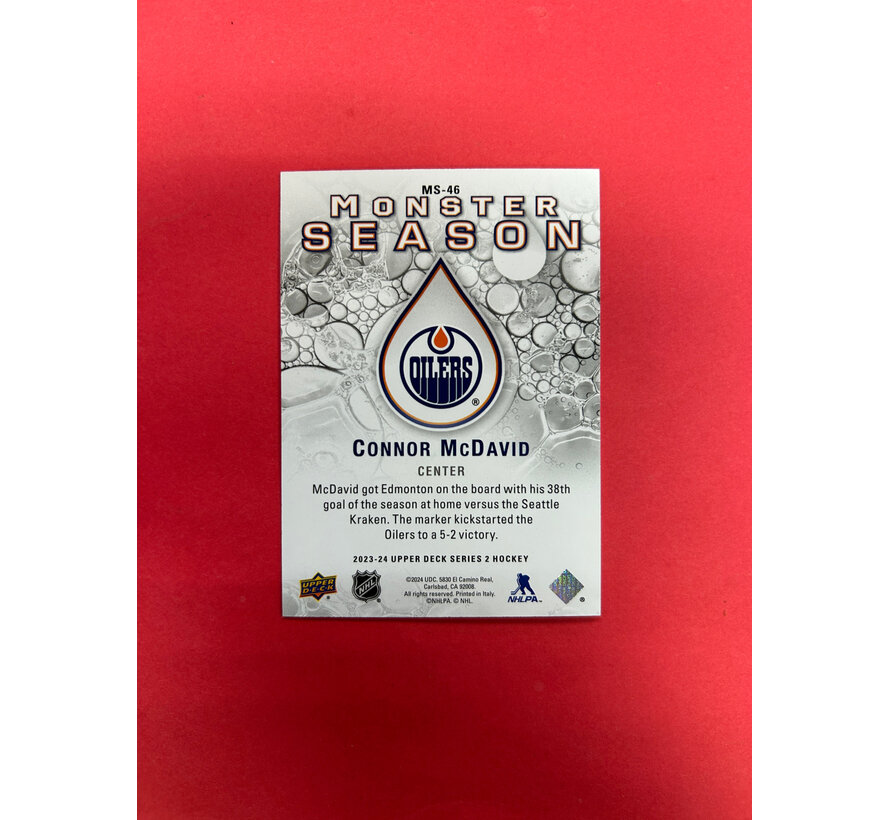 MS-46
MONSTER
SEASON
OILERS
®
CONNOR MCDAVID
CENTER
McDavid got Edmonton on the board with his 38th
goal of the season at home versus the Seattle
Kraken. The marker kickstarted the
Oilers to a 5-2 victory.
2023-24 UPPER DECK SERIES 2 HOCKEY
UPPER
DECK
®
NHL
©2024 UDC. 5830 El Camino Real,
Carlsbad, CA 92008.
All rights reserved. Printed in Italy.
©NHLPA. © NHL.
NHLPA™
®